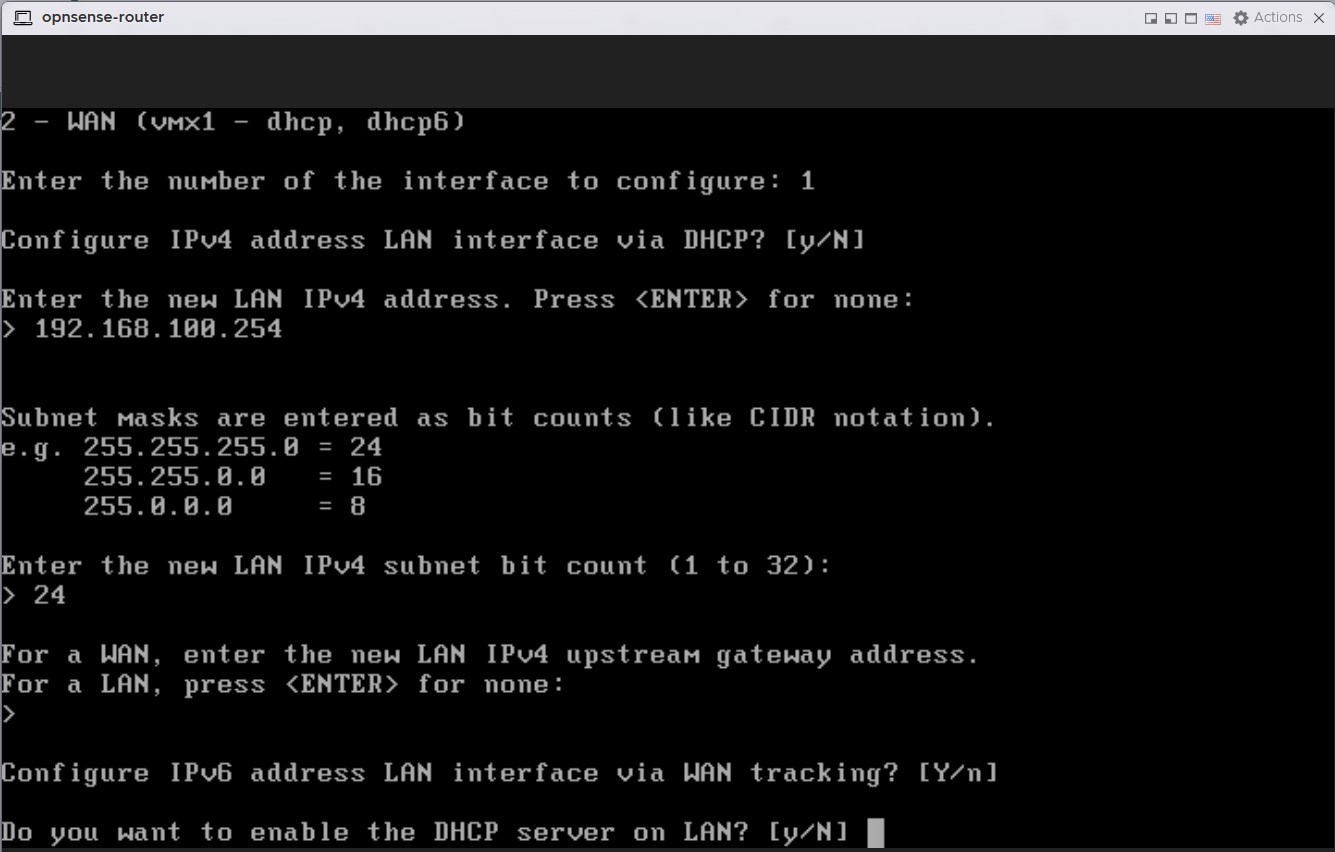 opnsense-router
Actions
2 - WAN (vmx1 - dhcp, dhcp6)
Enter the number of the interface to configure: 1
Configure IPv4 address LAN interface via DHCP? [y/N]
Enter the new LAN IPv4 address. Press <ENTER> for none:
> 192.168.100.254
Subnet masks are entered as bit counts (like CIDR notation).
e.g. 255.255.255.0 = 24
255.255.0.0 = 16
255.0.0.0 = 8
Enter the new LAN IPv4 subnet bit count (1 to 32):
> 24
For a WAN, enter the new LAN IPv4 upstream gateway address.
For a LAN, press <ENTER> for none:
>
Configure IPv6 address LAN interface via WAN tracking? [Y/n]
Do you want to enable the DHCP server on LAN? [y/N]